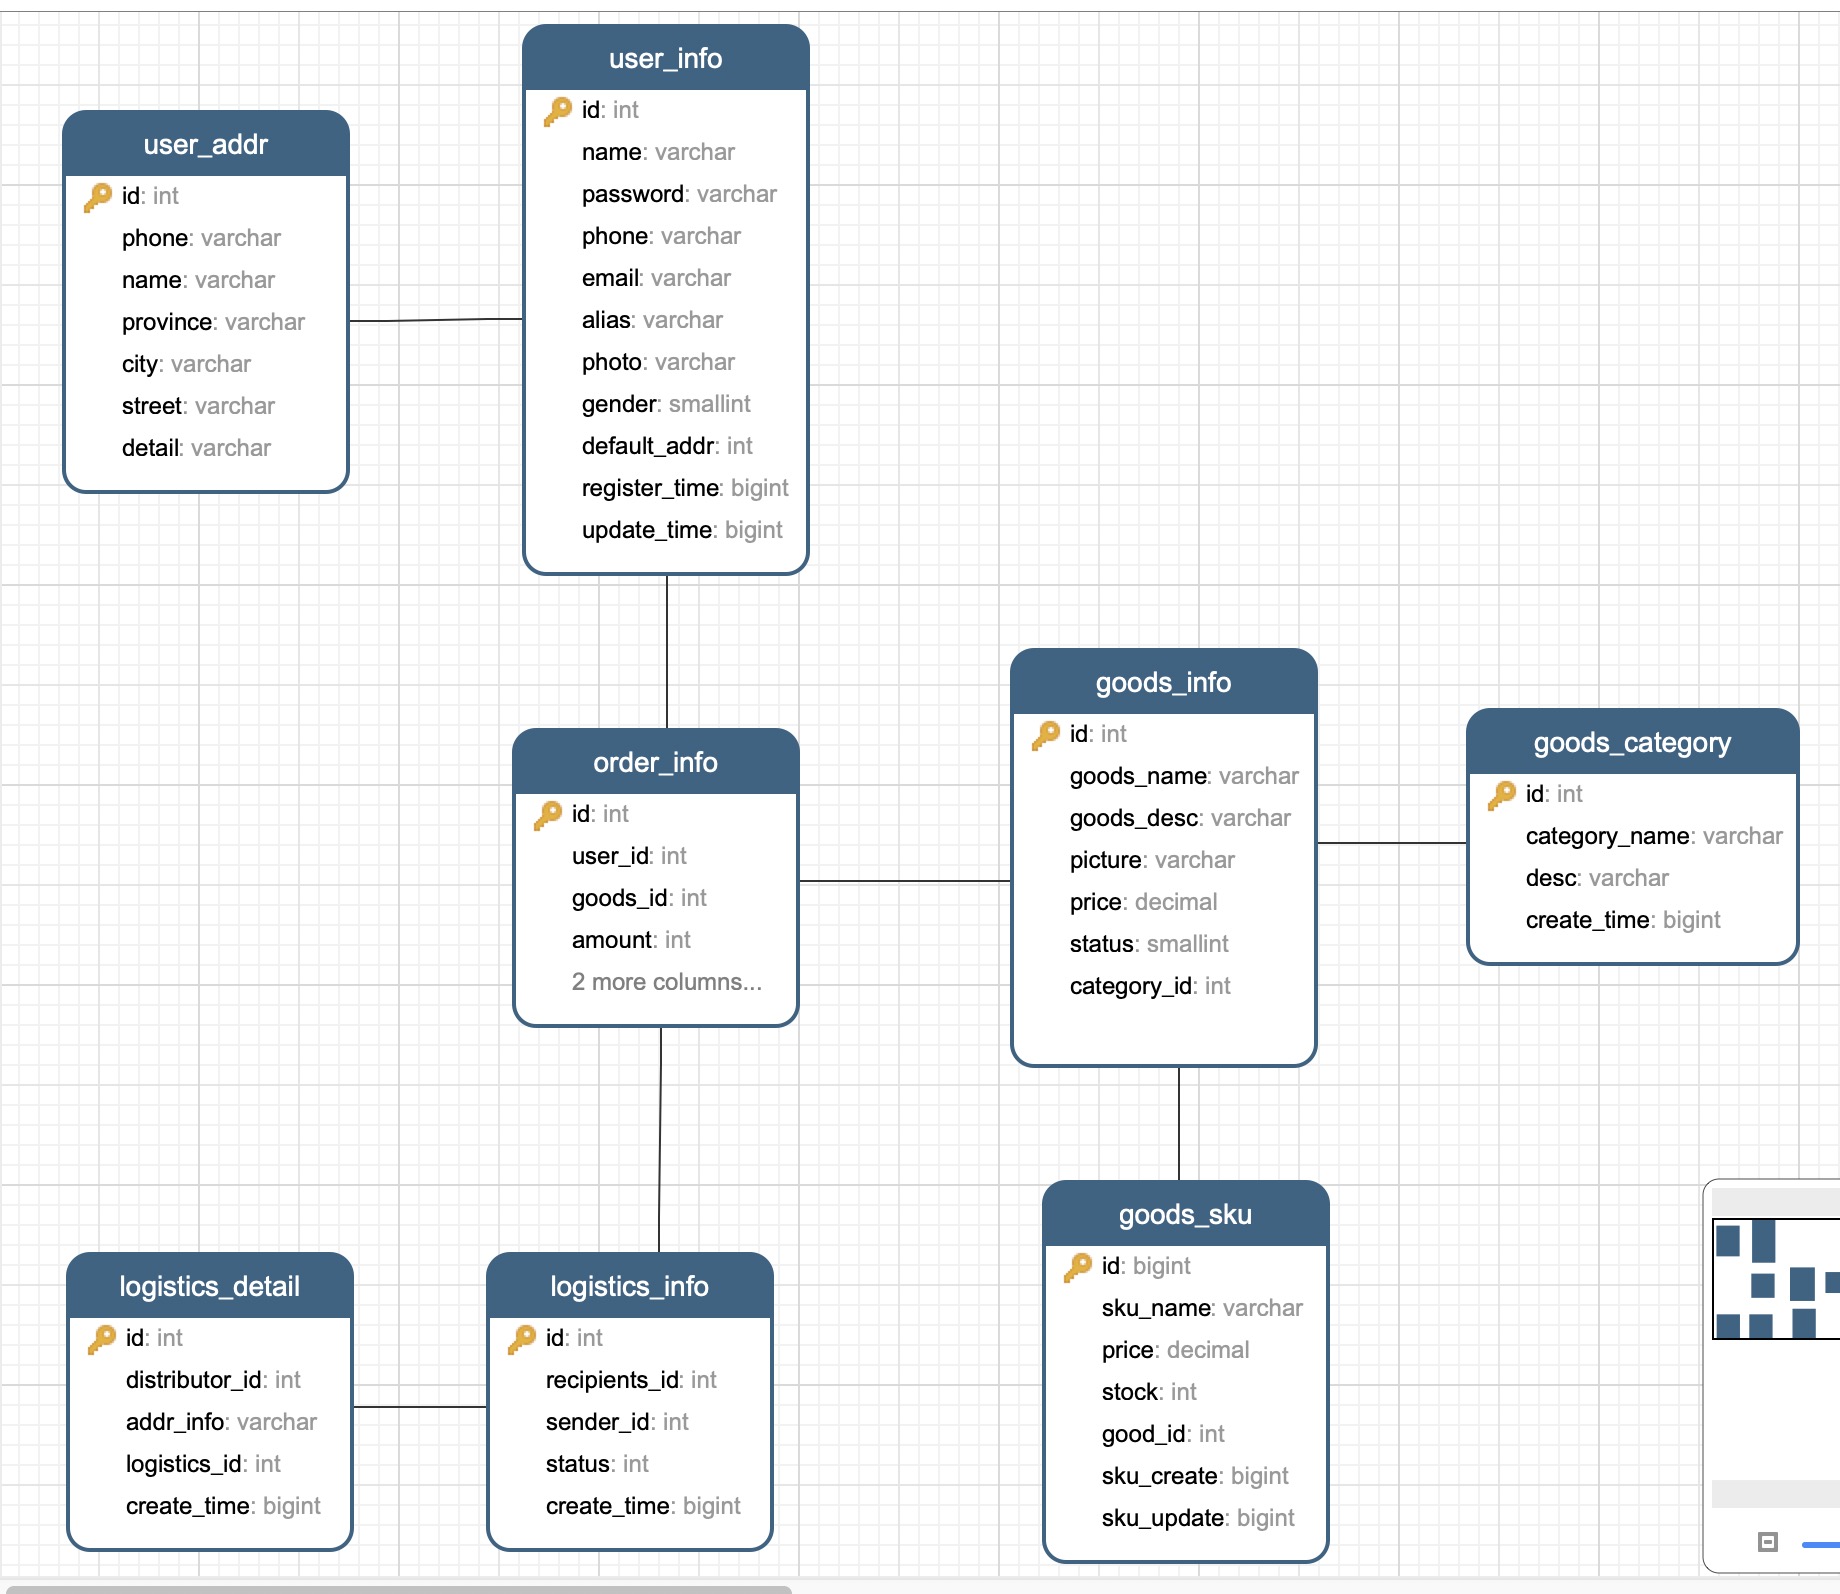 user_addr
id: int
phone: varchar
name: varchar
province: varchar
city: varchar
street: varchar
detail: varchar
user_info
id: int
name: varchar
password: varchar
phone: varchar
email: varchar
alias: varchar
photo: varchar
gender: smallint
default_addr: int
register_time: bigint
update_time: bigint
order_info
id: int
user_id: int
goods_id: int
amount: int
2 more columns...
goods_info
id: int
goods_name: varchar
goods_desc: varchar
picture: varchar
price: decimal
status: smallint
category_id: int
goods_category
id: int
category_name: varchar
desc: varchar
create_time: bigint
logistics_detail
id: int
distributor_id: int
addr_info: varchar
logistics_id: int
create_time: bigint
logistics_info
id: int
recipients_id: int
sender_id: int
status: int
create_time: bigint
goods_sku
id: bigint
sku_name: varchar
price: decimal
stock: int
good_id: int
sku_create: bigint
sku_update: bigint